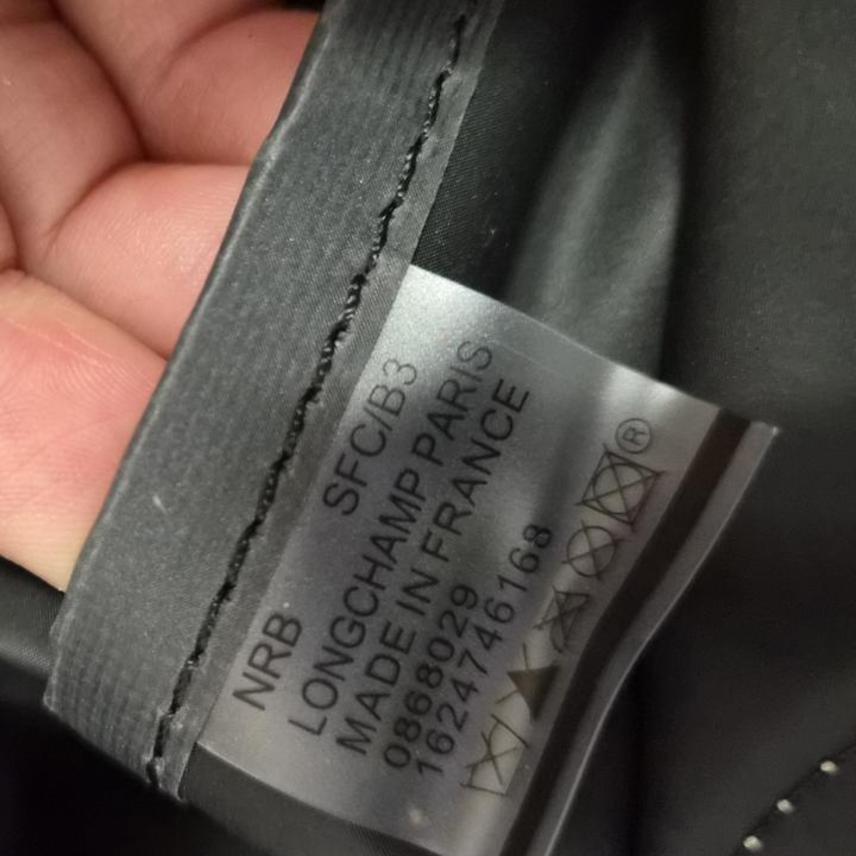 NRB SFC/B3
LONGCHAMP PARIS
MADE IN FRANCE
0868029
1624746168
®